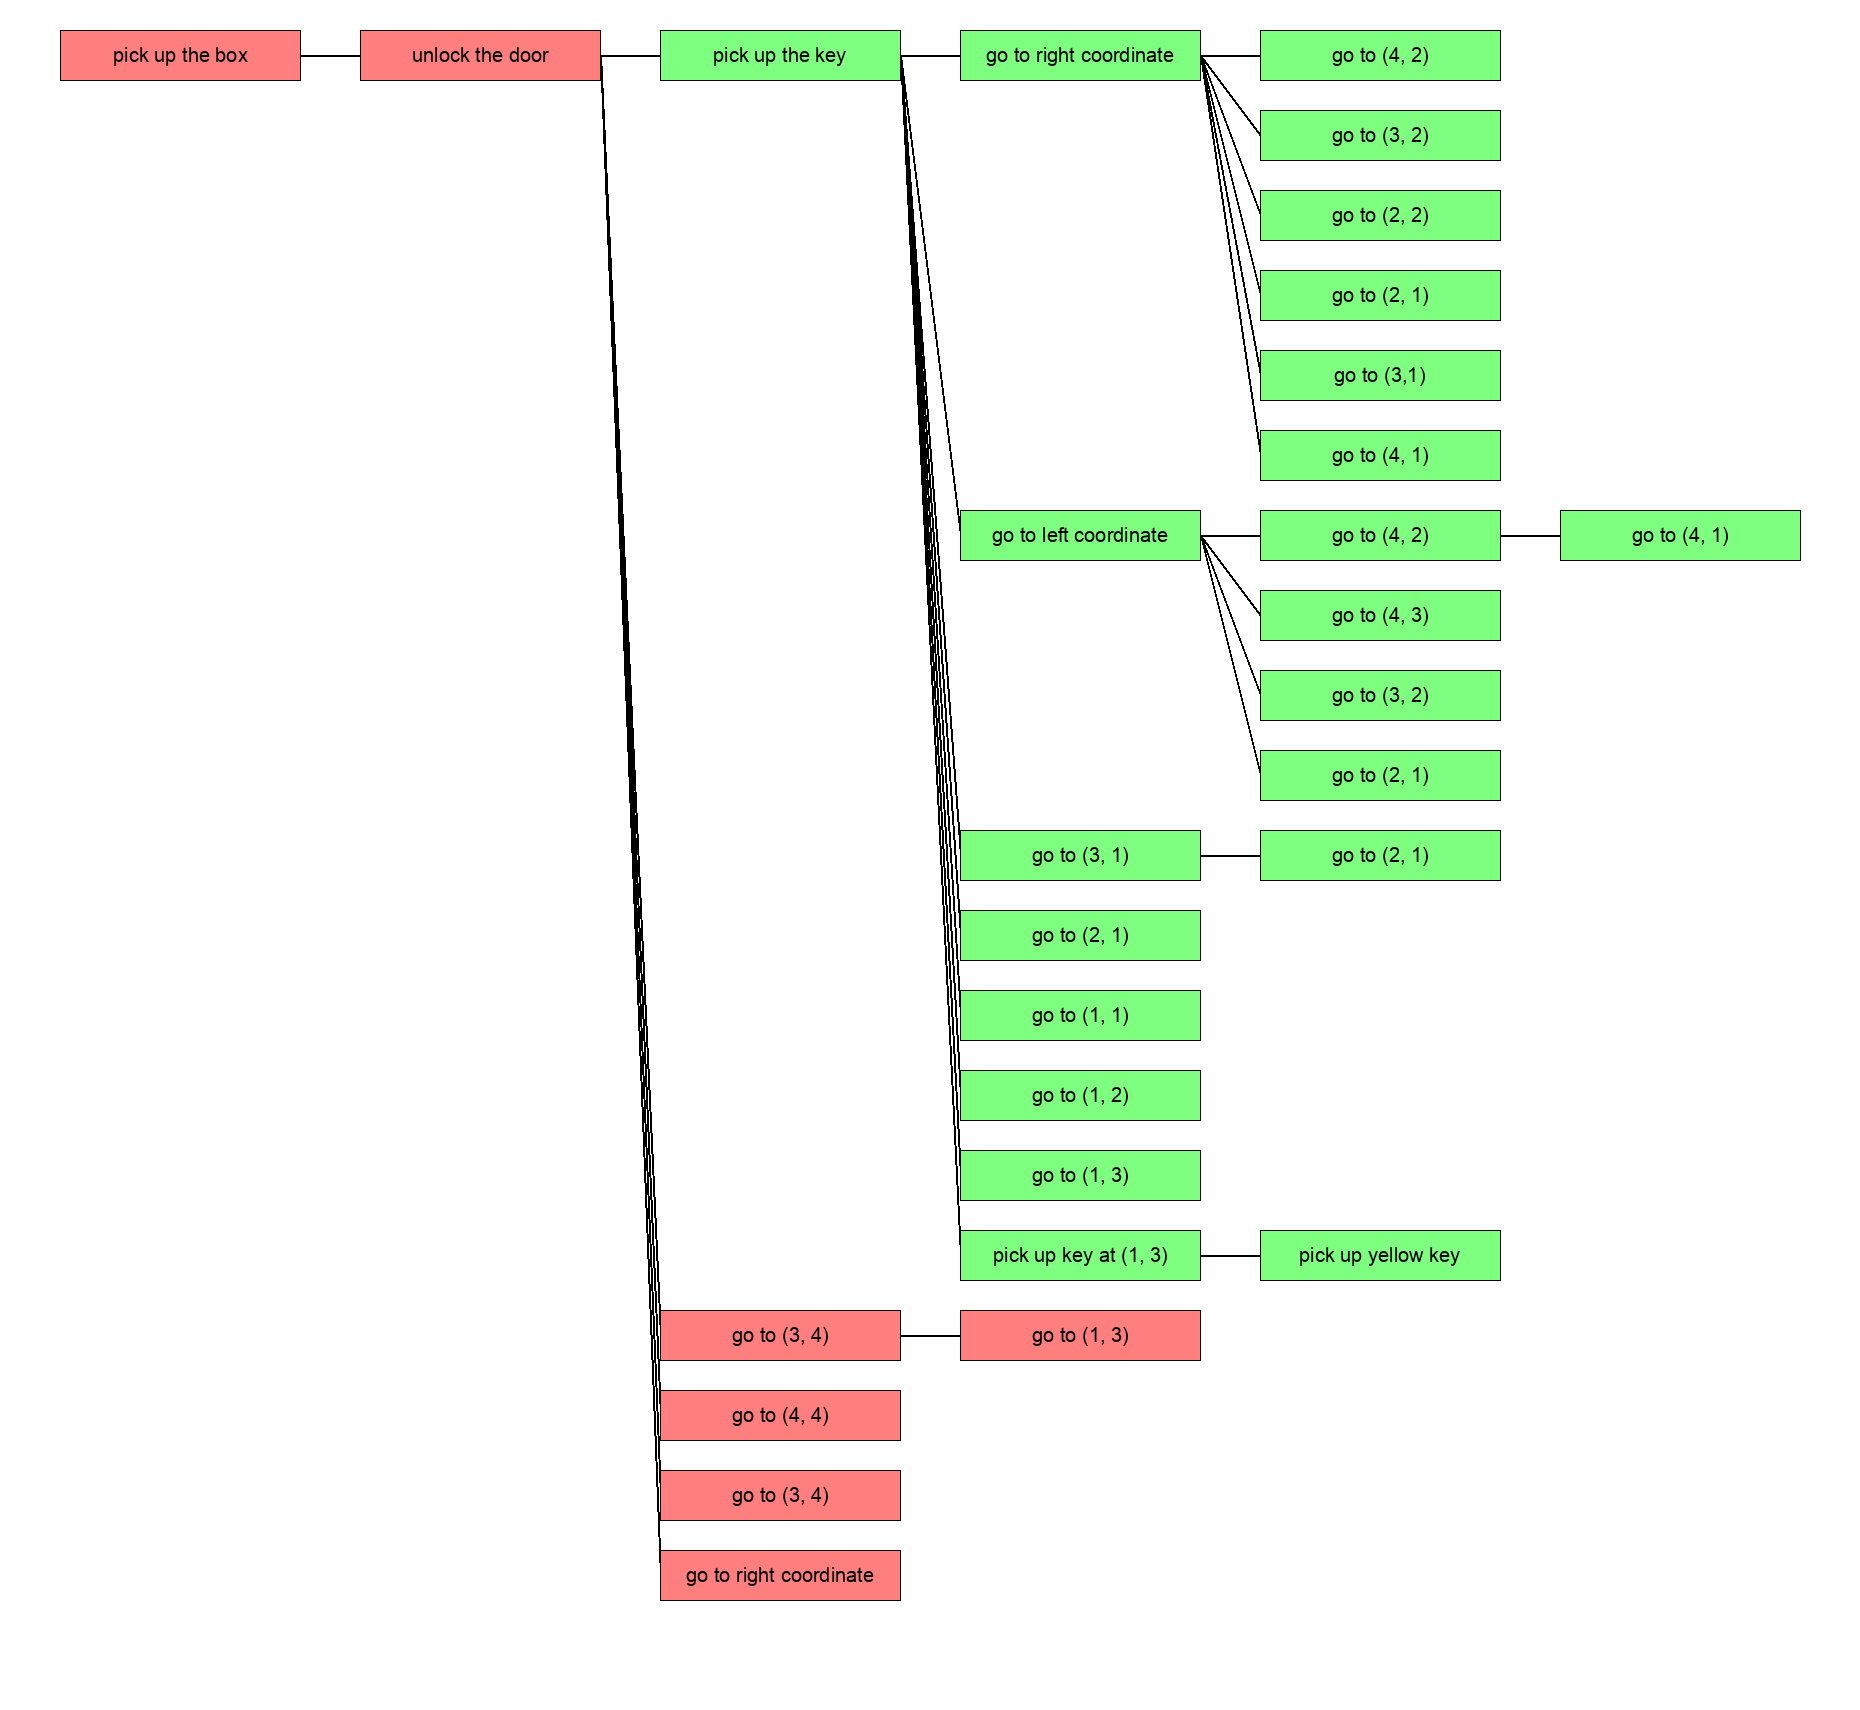 pick up the box
unlock the door
pick up the key
go to right coordinate
go to (4, 2)
go to (3, 2)
go to (2, 2)
go to (2, 1)
go to (3,1)
go to (4, 1)
go to left coordinate
go to (4, 2)
go to (4, 1)
go to (4, 3)
go to (3, 2)
go to (2, 1)
go to (3, 1)
go to (2, 1)
go to (2, 1)
go to (1, 1)
go to (1, 2)
go to (1, 3)
pick up key at (1, 3)
pick up yellow key
go to (3, 4)
go to (1, 3)
go to (4, 4)
go to (3, 4)
go to right coordinate